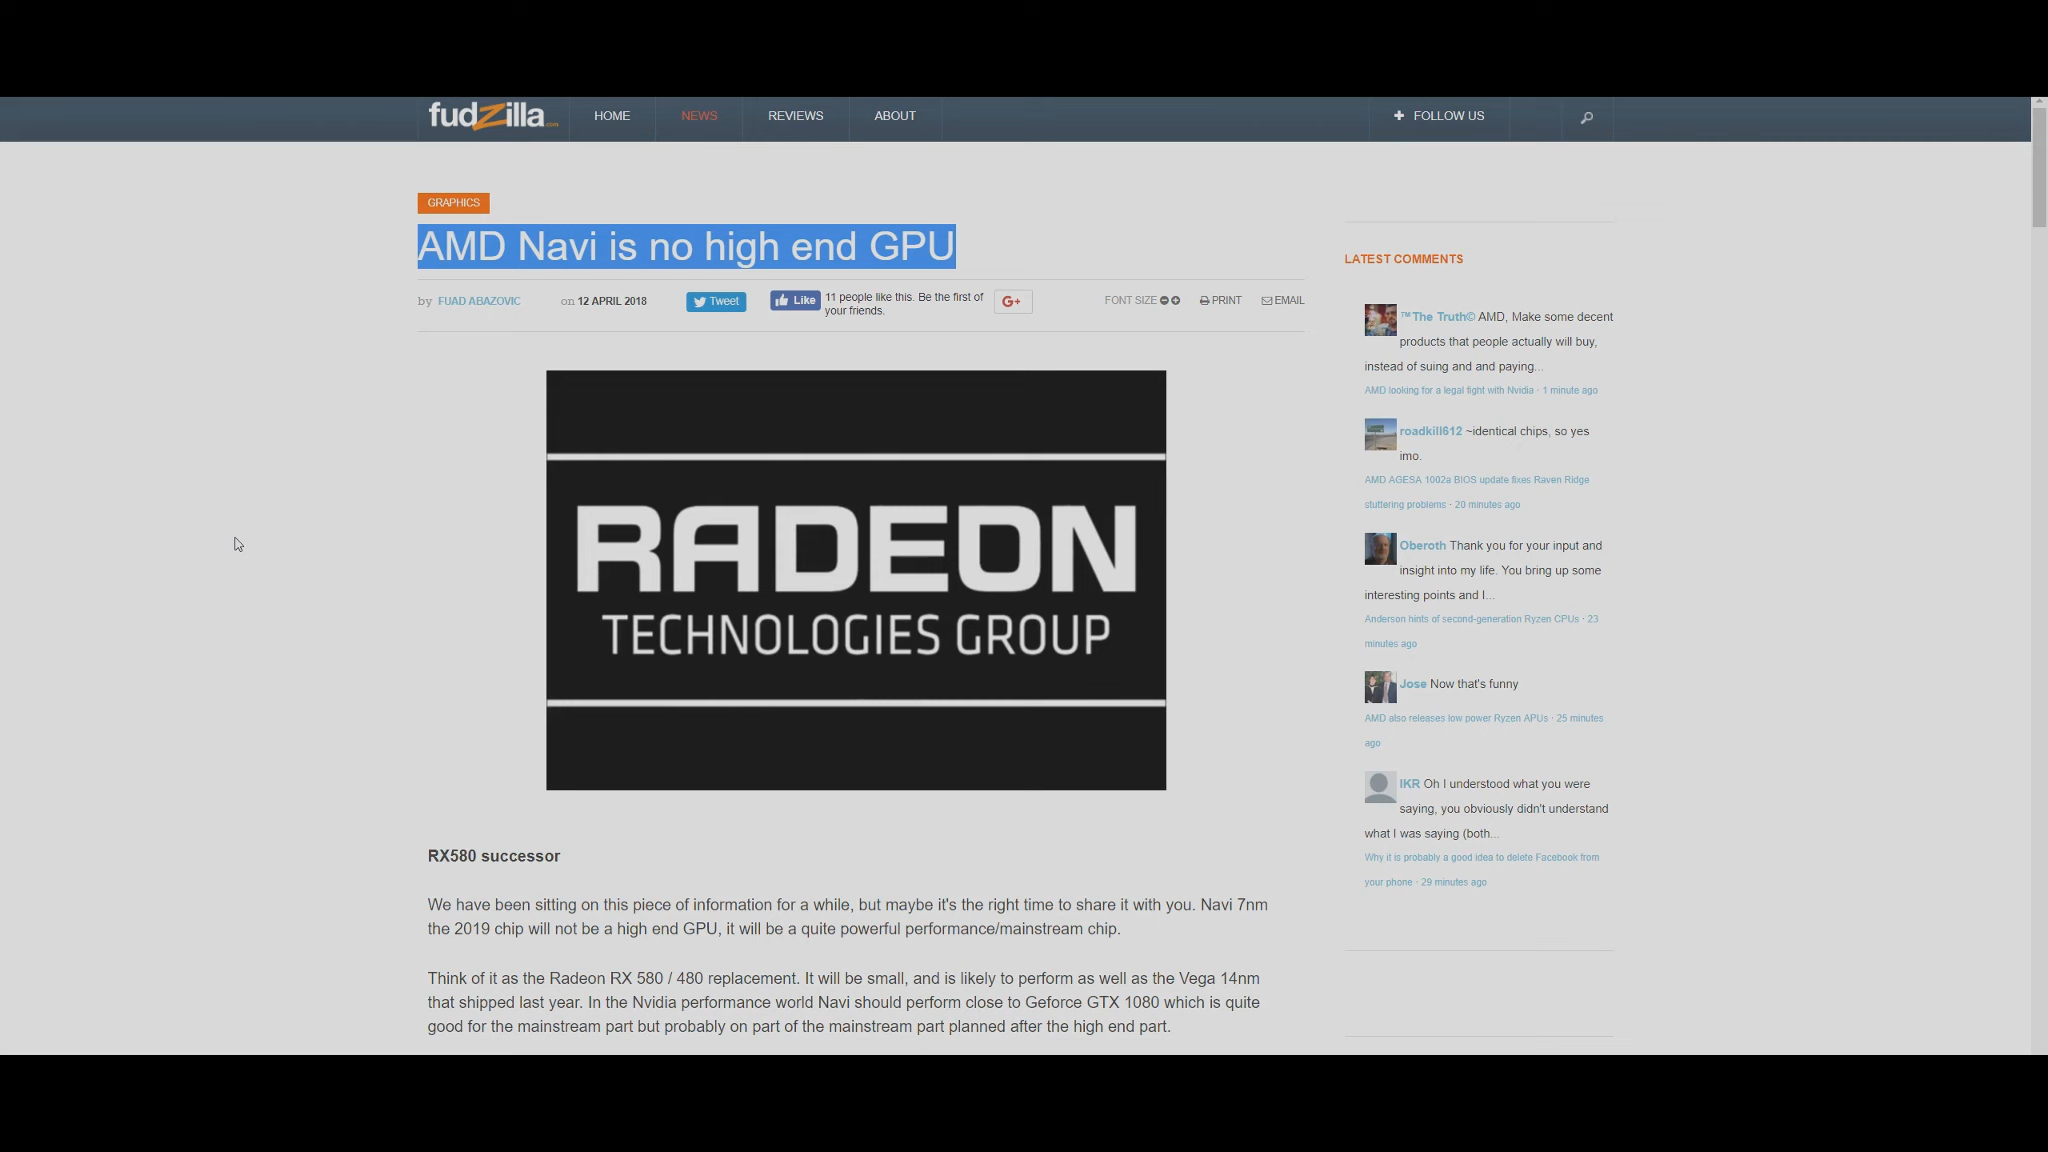 fudzilla.com
HOME
NEWS
REVIEWS
ABOUT
+ FOLLOW US
GRAPHICS
AMD Navi is no high end GPU
by FUAD ABAZOVIC
on 12 APRIL 2018
Tweet
Like
11 people like this. Be the first of
your friends.
G+
FONT SIZE
PRINT
EMAIL
RADEON
TECHNOLOGIES GROUP
RX580 successor
We have been sitting on this piece of information for a while, but maybe it's the right time to share it with you. Navi 7nm
the 2019 chip will not be a high end GPU, it will be a quite powerful performance/mainstream chip.
Think of it as the Radeon RX 580 / 480 replacement. It will be small, and is likely to perform as well as the Vega 14nm
that shipped last year. In the Nvidia performance world Navi should perform close to Geforce GTX 1080 which is quite
good for the mainstream part but probably on part of the mainstream part planned after the high end part.
LATEST COMMENTS
™The Truth© AMD, Make some decent
products that people actually will buy,
instead of suing and and paying...
AMD looking for a legal fight with Nvidia · 1 minute ago
roadkill612 ~identical chips, so yes
imo.
AMD AGESA 1002a BIOS update fixes Raven Ridge
stuttering problems · 20 minutes ago
Oberoth Thank you for your input and
insight into my life. You bring up some
interesting points and I...
Anderson hints of second-generation Ryzen CPUs · 23
minutes ago
Jose Now that's funny
AMD also releases low power Ryzen APUs · 25 minutes
ago
IKR Oh I understood what you were
saying, you obviously didn't understand
what I was saying (both...
Why it is probably a good idea to delete Facebook from
your phone · 29 minutes ago